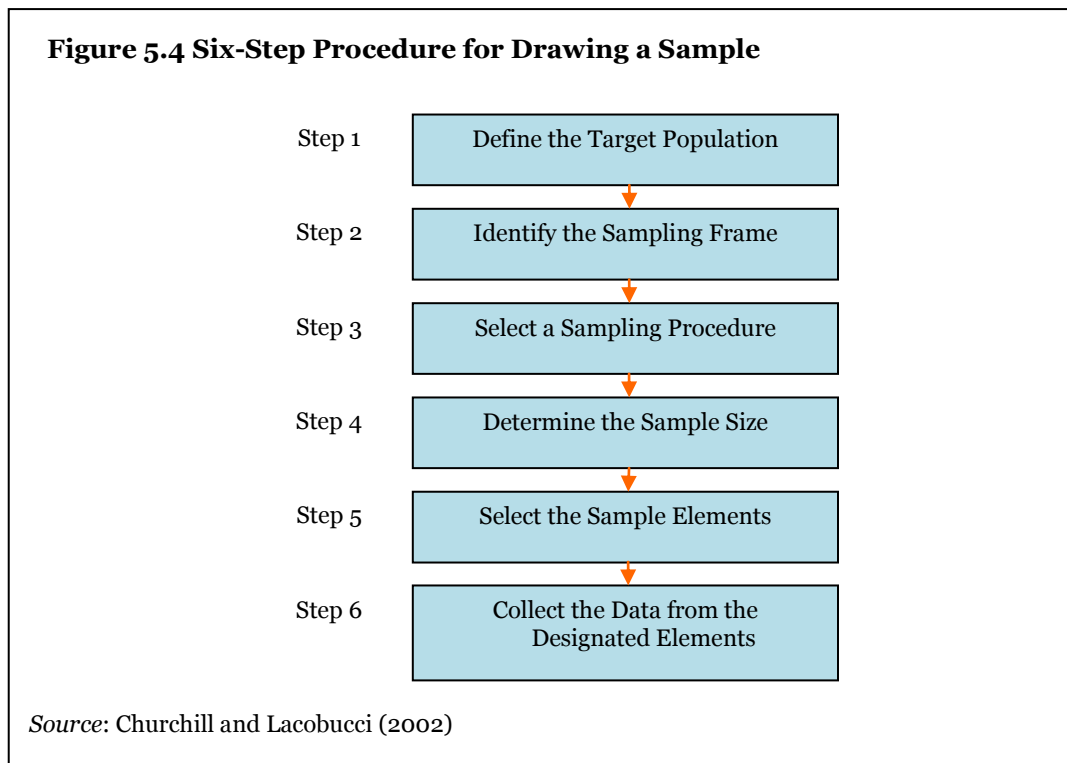 Figure 5.4 Six-Step Procedure for Drawing a Sample
Step 1
Define the Target Population
Step 2
Identify the Sampling Frame
Step 3
Select a Sampling Procedure
Step 4
Determine the Sample Size
Step 5
Select the Sample Elements
Step 6
Collect the Data from the
Designated Elements
Source: Churchill and Lacobucci (2002)